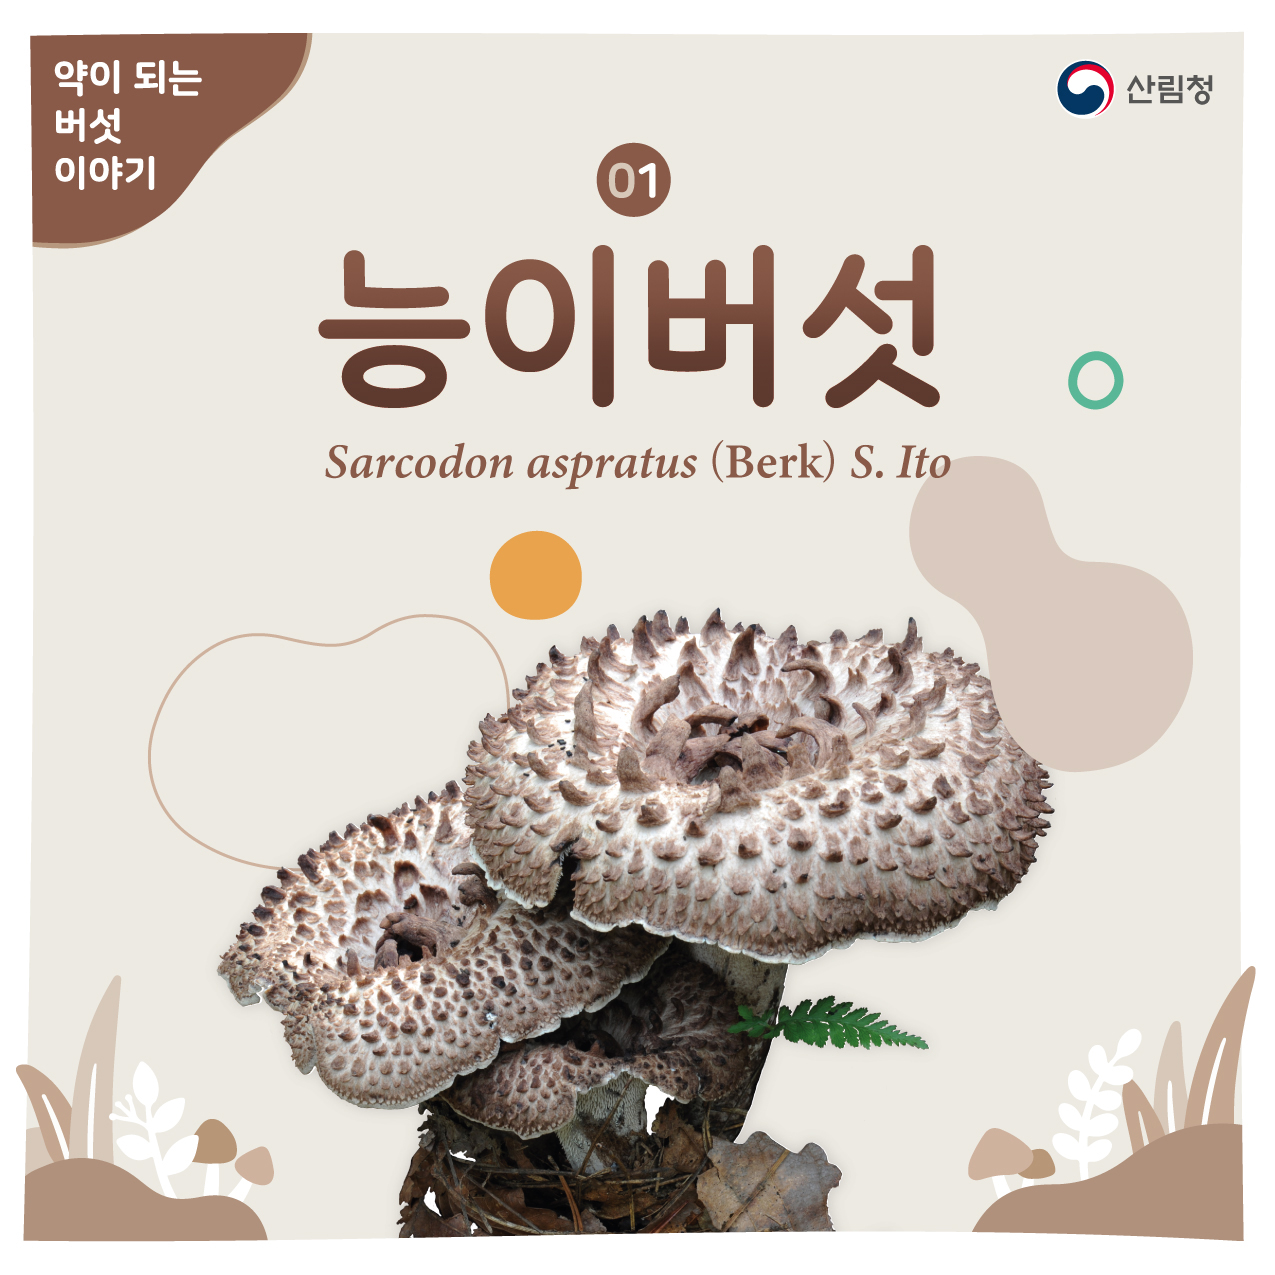 약이 되는
버섯
이야기
산림청
01
능이버섯
Sarcodon aspratus (Berk) S. Ito